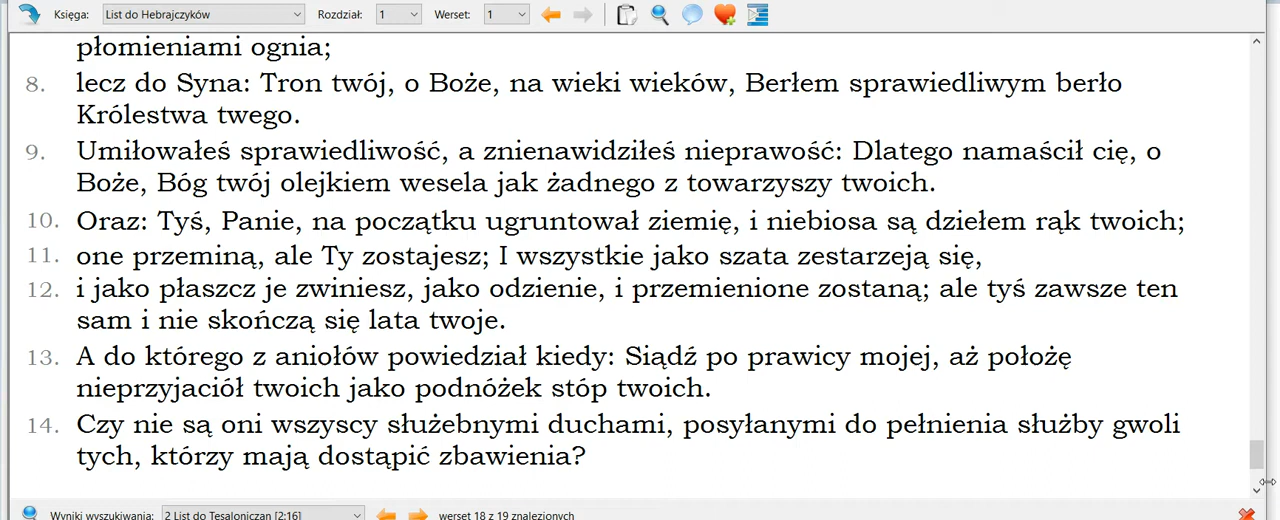 Księga: List do Hebrajczyków Rozdział: 1 Werset: 1
płomieniami ognia;
8. lecz do Syna: Tron twój, o Boże, na wieki wieków, Berłem sprawiedliwym berło
Królestwa twego.
9. Umiłowałeś sprawiedliwość, a znienawidziłeś nieprawość: Dlatego namaścił cię, o
Boże, Bóg twój olejkiem wesela jak żadnego z towarzyszy twoich.
10. Oraz: Tyś, Panie, na początku ugruntował ziemię, i niebiosa są dziełem rąk twoich;
11. one przeminą, ale Ty zostajesz; I wszystkie jako szata zestarzeją się,
12. i jako płaszcz je zwiniesz, jako odzienie, i przemienione zostaną; ale tyś zawsze ten
sam i nie skończą się lata twoje.
13. A do którego z aniołów powiedział kiedy: Siądź po prawicy mojej, aż położę
nieprzyjaciół twoich jako podnóżek stóp twoich.
14. Czy nie są oni wszyscy służebnymi duchami, posyłanymi do pełnienia służby gwoli
tych, którzy mają dostąpić zbawienia?
Wyniki wyszukiwania: 2 List do Tesaloniczan [2:16] werset 18 z 19 znalezionych